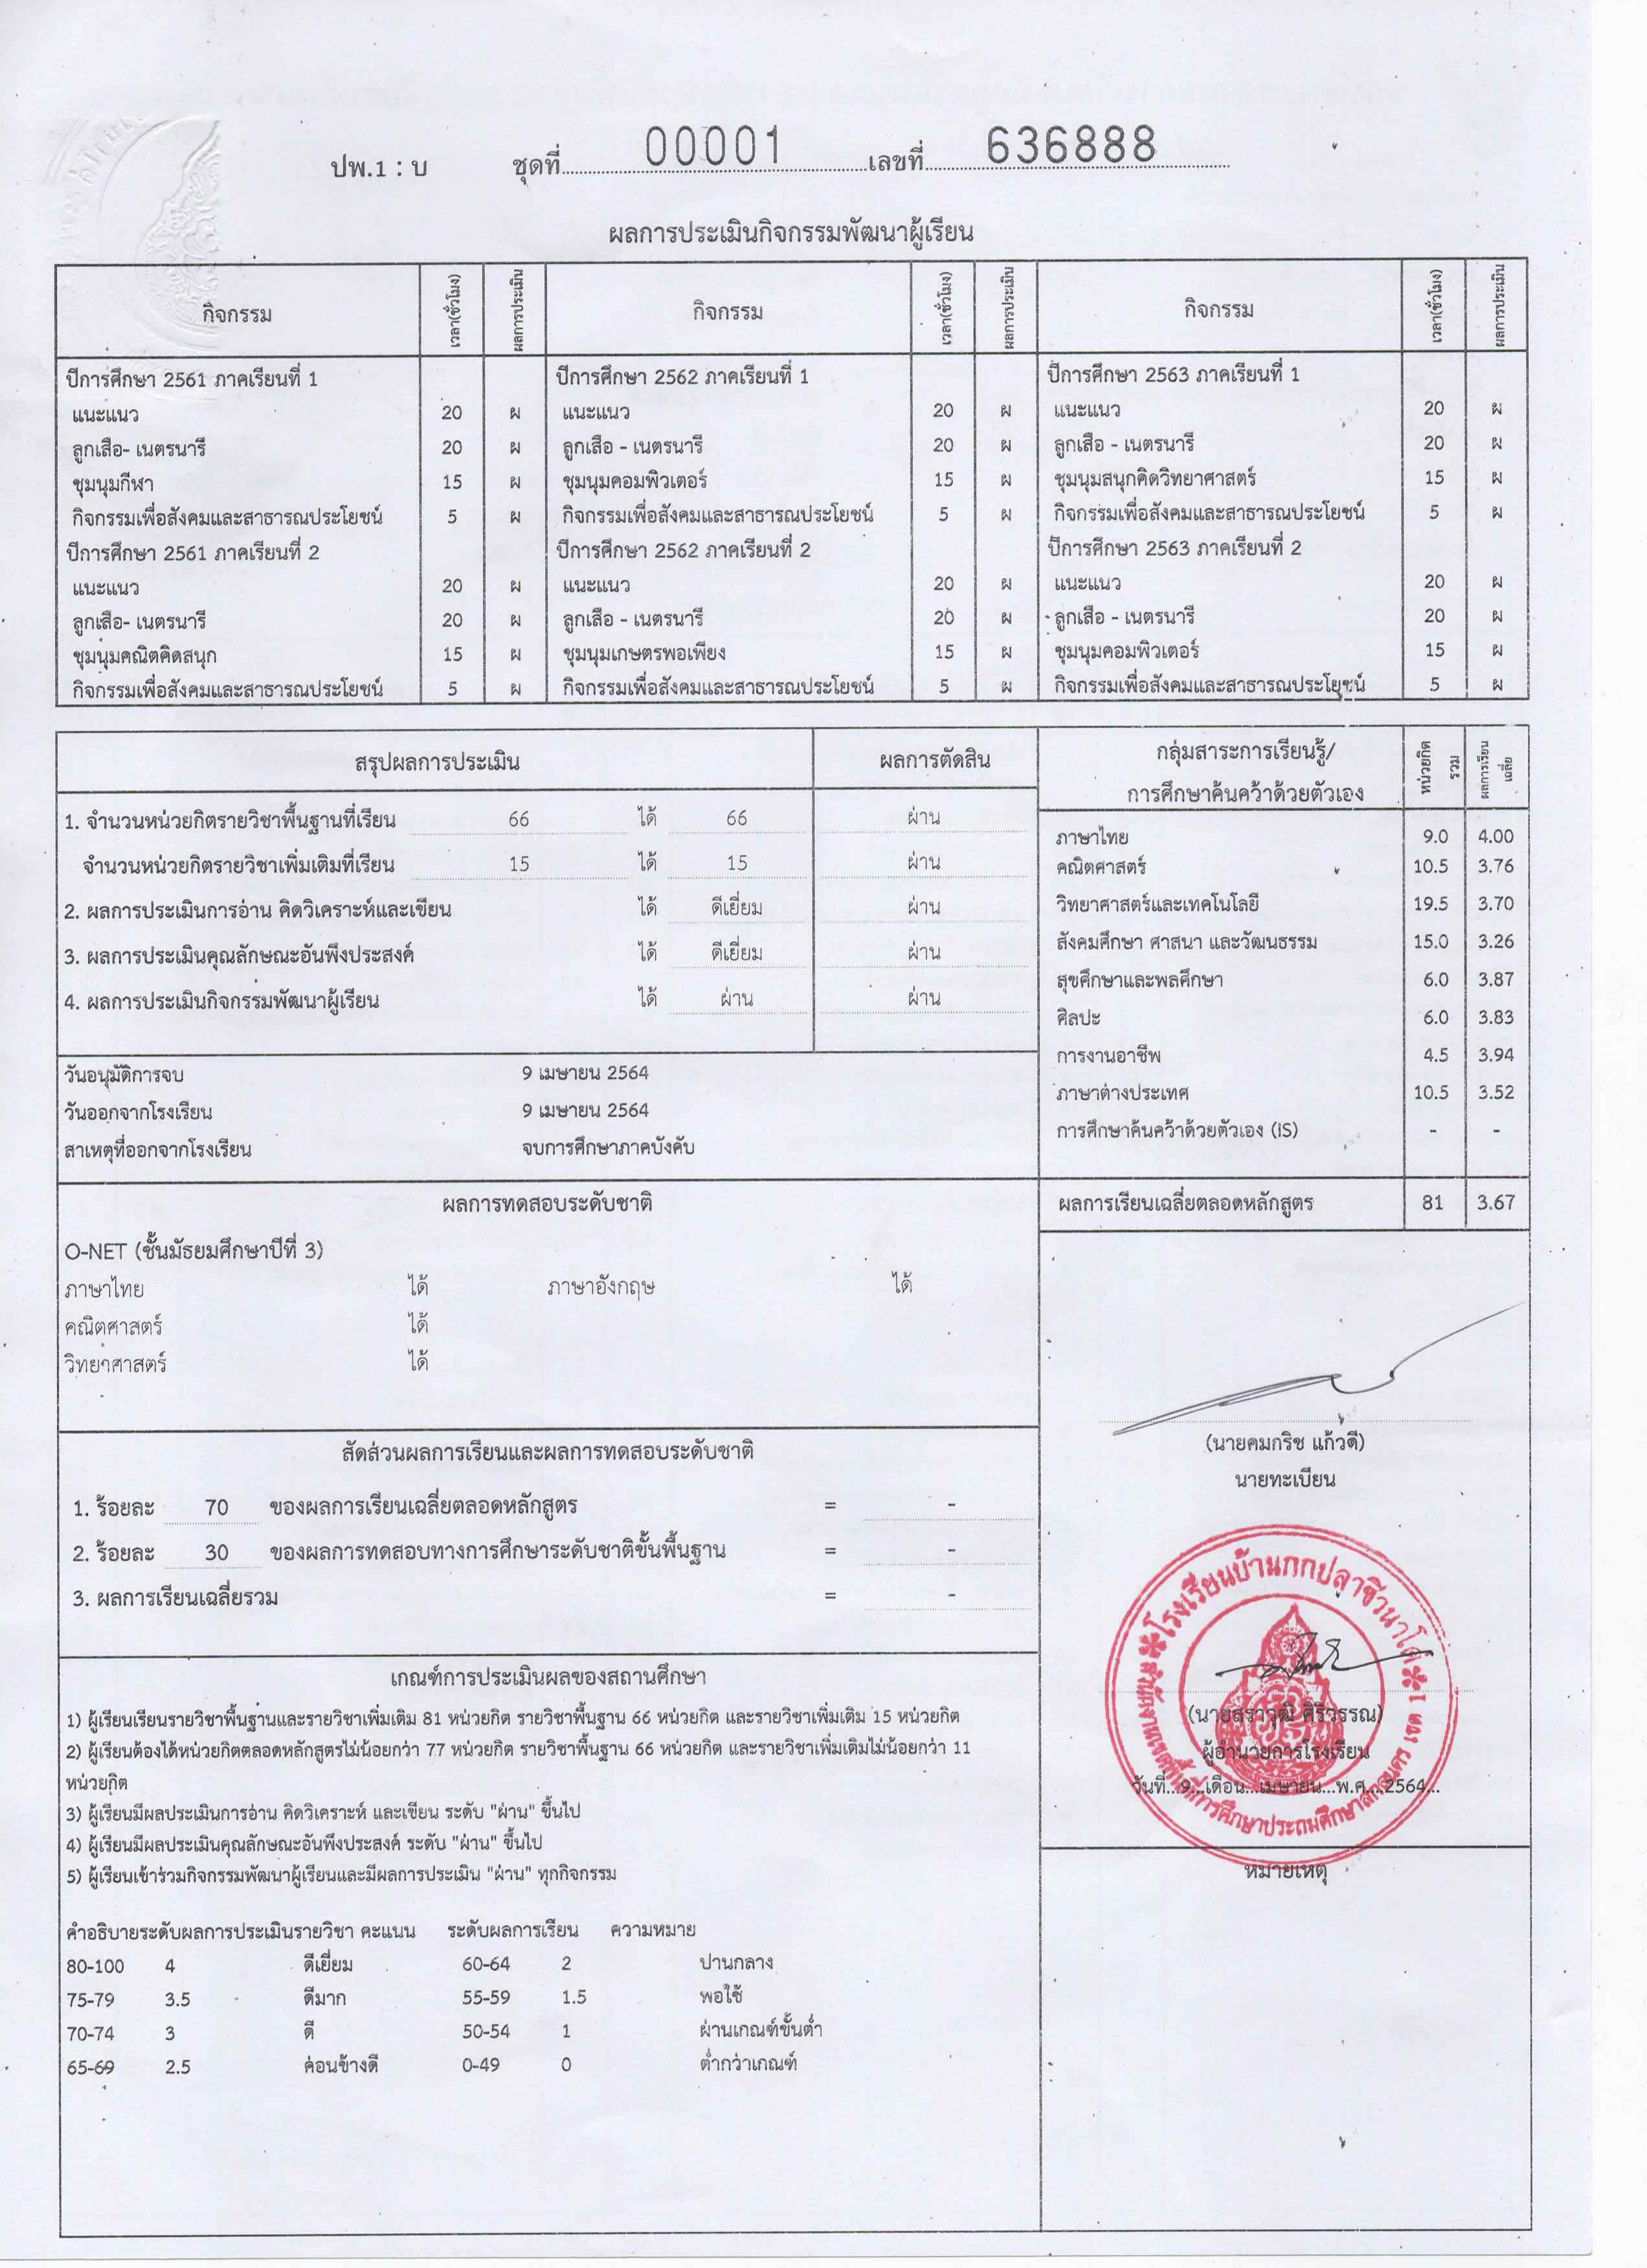 ปพ.1 : บ ชุดที่ 00001 เลขที่ 636888
ผลการประเมินกิจกรรมพัฒนาผู้เรียน
กิจกรรม เวลา(ชั่วโมง) ผลการประเมิน กิจกรรม เวลา(ชั่วโมง) ผลการประเมิน กิจกรรม เวลา(ชั่วโมง) ผลการประเมิน
ปีการศึกษา 2561 ภาคเรียนที่ 1 ปีการศึกษา 2562 ภาคเรียนที่ 1 ปีการศึกษา 2563 ภาคเรียนที่ 1
แนะแนว 20 ผ แนะแนว 20 ผ แนะแนว 20 ผ
ลูกเสือ- เนตรนารี 20 ผ ลูกเสือ - เนตรนารี 20 ผ ลูกเสือ - เนตรนารี 20 ผ
ชุมนุมกีฬา 15 ผ ชุมนุมคอมพิวเตอร์ 15 ผ ชุมนุมสนุกคิดวิทยาศาสตร์ 15 ผ
กิจกรรมเพื่อสังคมและสาธารณประโยชน์ 5 ผ กิจกรรมเพื่อสังคมและสาธารณประโยชน์ 5 ผ กิจกรรมเพื่อสังคมและสาธารณประโยชน์ 5 ผ
ปีการศึกษา 2561 ภาคเรียนที่ 2 ปีการศึกษา 2562 ภาคเรียนที่ 2 ปีการศึกษา 2563 ภาคเรียนที่ 2
แนะแนว 20 ผ แนะแนว 20 ผ แนะแนว 20 ผ
ลูกเสือ- เนตรนารี 20 ผ ลูกเสือ - เนตรนารี 20 ผ ลูกเสือ - เนตรนารี 20 ผ
ชุมนุมคณิตคิดสนุก 15 ผ ชุมนุมเกษตรพอเพียง 15 ผ ชุมนุมคอมพิวเตอร์ 15 ผ
กิจกรรมเพื่อสังคมและสาธารณประโยชน์ 5 ผ กิจกรรมเพื่อสังคมและสาธารณประโยชน์ 5 ผ กิจกรรมเพื่อสังคมและสาธารณประโยชน์ 5 ผ
สรุปผลการประเมิน ผลการตัดสิน
1. จำนวนหน่วยกิตรายวิชาพื้นฐานที่เรียน 66 ได้ 66 ผ่าน
จำนวนหน่วยกิตรายวิชาเพิ่มเติมที่เรียน 15 ได้ 15 ผ่าน
2. ผลการประเมินการอ่าน คิดวิเคราะห์และเขียน ได้ ดีเยี่ยม ผ่าน
3. ผลการประเมินคุณลักษณะอันพึงประสงค์ ได้ ดีเยี่ยม ผ่าน
4. ผลการประเมินกิจกรรมพัฒนาผู้เรียน ได้ ผ่าน ผ่าน
วันอนุมัติการจบ 9 เมษายน 2564
วันออกจากโรงเรียน 9 เมษายน 2564
สาเหตุที่ออกจากโรงเรียน จบการศึกษาภาคบังคับ
ผลการทดสอบระดับชาติ
O-NET (ชั้นมัธยมศึกษาปีที่ 3)
ภาษาไทย ได้ ภาษาอังกฤษ ได้
คณิตศาสตร์ ได้
วิทยาศาสตร์ ได้
สัดส่วนผลการเรียนและผลการทดสอบระดับชาติ
1. ร้อยละ 70 ของผลการเรียนเฉลี่ยตลอดหลักสูตร = -
2. ร้อยละ 30 ของผลการทดสอบทางการศึกษาระดับชาติขั้นพื้นฐาน = -
3. ผลการเรียนเฉลี่ยรวม = -
เกณฑ์การประเมินผลของสถานศึกษา
1) ผู้เรียนเรียนรายวิชาพื้นฐานและรายวิชาเพิ่มเติม 81 หน่วยกิต รายวิชาพื้นฐาน 66 หน่วยกิต และรายวิชาเพิ่มเติม 15 หน่วยกิต
2) ผู้เรียนต้องได้หน่วยกิตตลอดหลักสูตรไม่น้อยกว่า 77 หน่วยกิต รายวิชาพื้นฐาน 66 หน่วยกิต และรายวิชาเพิ่มเติมไม่น้อยกว่า 11
หน่วยกิต
3) ผู้เรียนมีผลประเมินการอ่าน คิดวิเคราะห์ และเขียน ระดับ "ผ่าน" ขึ้นไป
4) ผู้เรียนมีผลประเมินคุณลักษณะอันพึงประสงค์ ระดับ "ผ่าน" ขึ้นไป
5) ผู้เรียนเข้าร่วมกิจกรรมพัฒนาผู้เรียนและมีผลการประเมิน "ผ่าน" ทุกกิจกรรม
คำอธิบายระดับผลการประเมินรายวิชา คะแนน ระดับผลการเรียน ความหมาย
80-100 4 ดีเยี่ยม 60-64 2 ปานกลาง
75-79 3.5 ดีมาก 55-59 1.5 พอใช้
70-74 3 ดี 50-54 1 ผ่านเกณฑ์ขั้นต่ำ
65-69 2.5 ค่อนข้างดี 0-49 0 ต่ำกว่าเกณฑ์
กลุ่มสาระการเรียนรู้/
การศึกษาค้นคว้าด้วยตัวเอง หน่วยกิตรวม ผลการเรียนเฉลี่ย
ภาษาไทย 9.0 4.00
คณิตศาสตร์ 10.5 3.76
วิทยาศาสตร์และเทคโนโลยี 19.5 3.70
สังคมศึกษา ศาสนา และวัฒนธรรม 15.0 3.26
สุขศึกษาและพลศึกษา 6.0 3.87
ศิลปะ 6.0 3.83
การงานอาชีพ 4.5 3.94
ภาษาต่างประเทศ 10.5 3.52
การศึกษาค้นคว้าด้วยตัวเอง (IS) - -
ผลการเรียนเฉลี่ยตลอดหลักสูตร 81 3.67
(นายคมกริช แก้วดี)
นายทะเบียน
โรงเรียนบ้านกกปลาซิวนาโด
(นายสราวุฒิ ศิริวรรณ)
ผู้อำนวยการโรงเรียน
วันที่...9...เดือน...เมษายน...พ.ศ....2564...
สำนักงานเขตพื้นที่การศึกษาประถมศึกษาสกลนคร เขต 1
หมายเหตุ